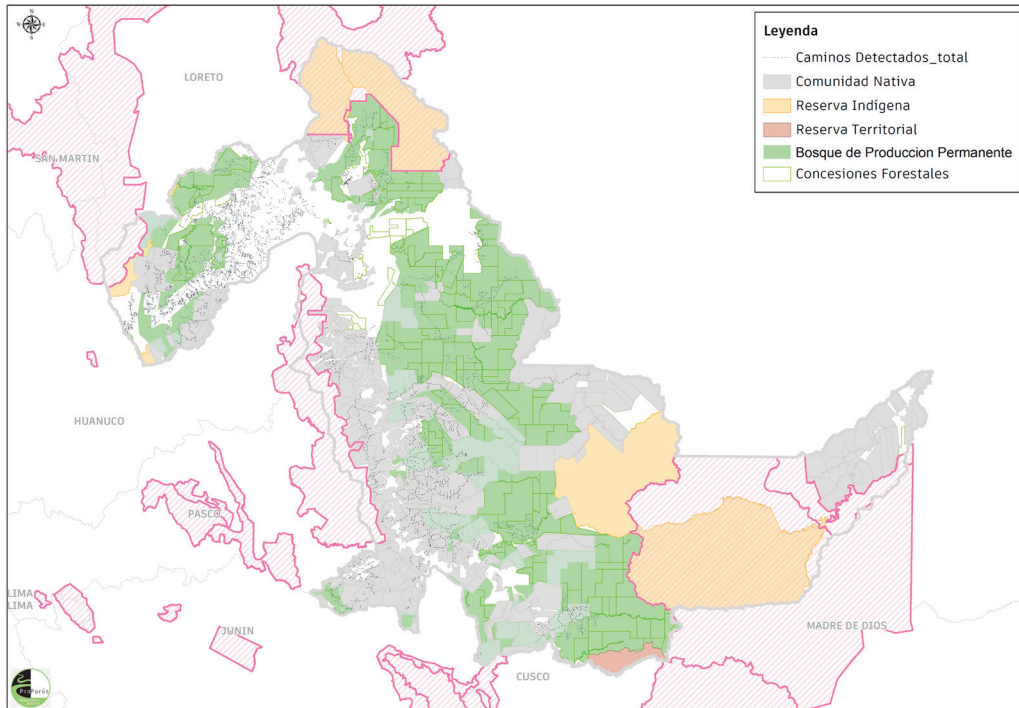 N
W
E
S
Leyenda
Caminos Detectados_total
Comunidad Nativa
Reserva Indígena
Reserva Territorial
Bosque de Produccion Permanente
Concesiones Forestales
LORETO
SAN MARTIN
HUANUCO
PASCO
LIMA
LIMA
JUNIN
MADRE DE DIOS
CUSCO
ProPurús